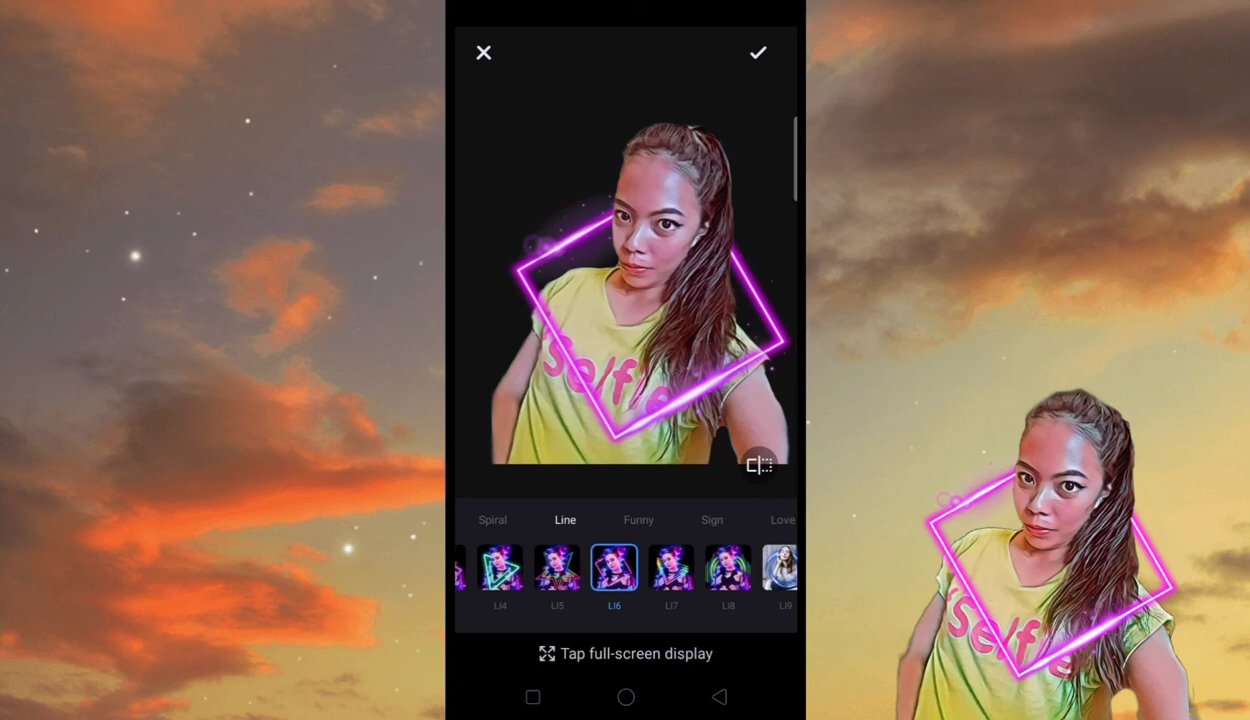 Spiral Line Funny Sign Love
LI4 LI5 LI6 LI7 LI8 LI9
Tap full-screen display
"Selfie
"Selfie